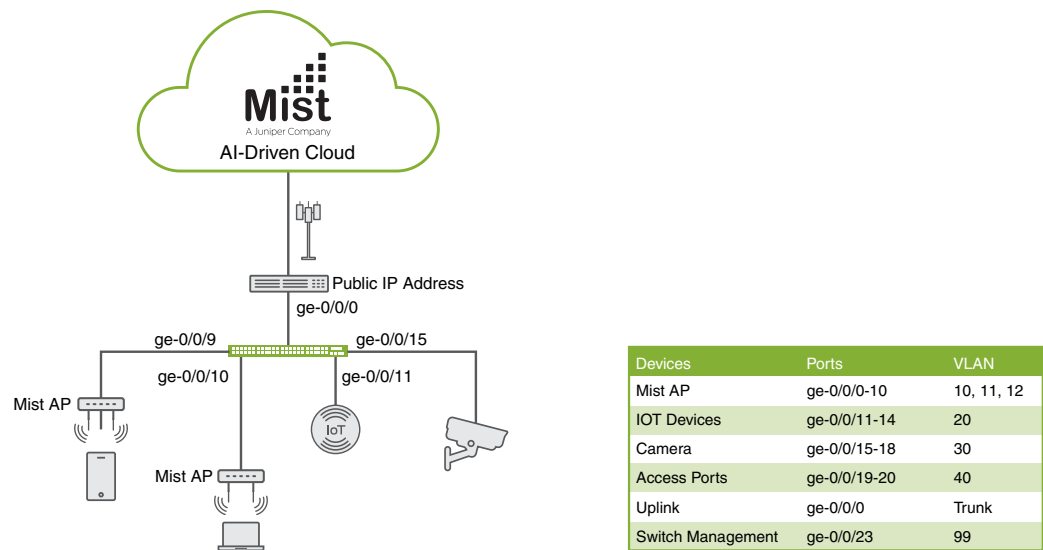 Mist
A Juniper Company
AI-Driven Cloud
Public IP Address
ge-0/0/0
ge-0/0/9
ge-0/0/15
ge-0/0/10
ge-0/0/11
Mist AP
IoT
Mist AP
Devices Ports VLAN
Mist AP ge-0/0/0-10 10, 11, 12
IOT Devices ge-0/0/11-14 20
Camera ge-0/0/15-18 30
Access Ports ge-0/0/19-20 40
Uplink ge-0/0/0 Trunk
Switch Management ge-0/0/23 99